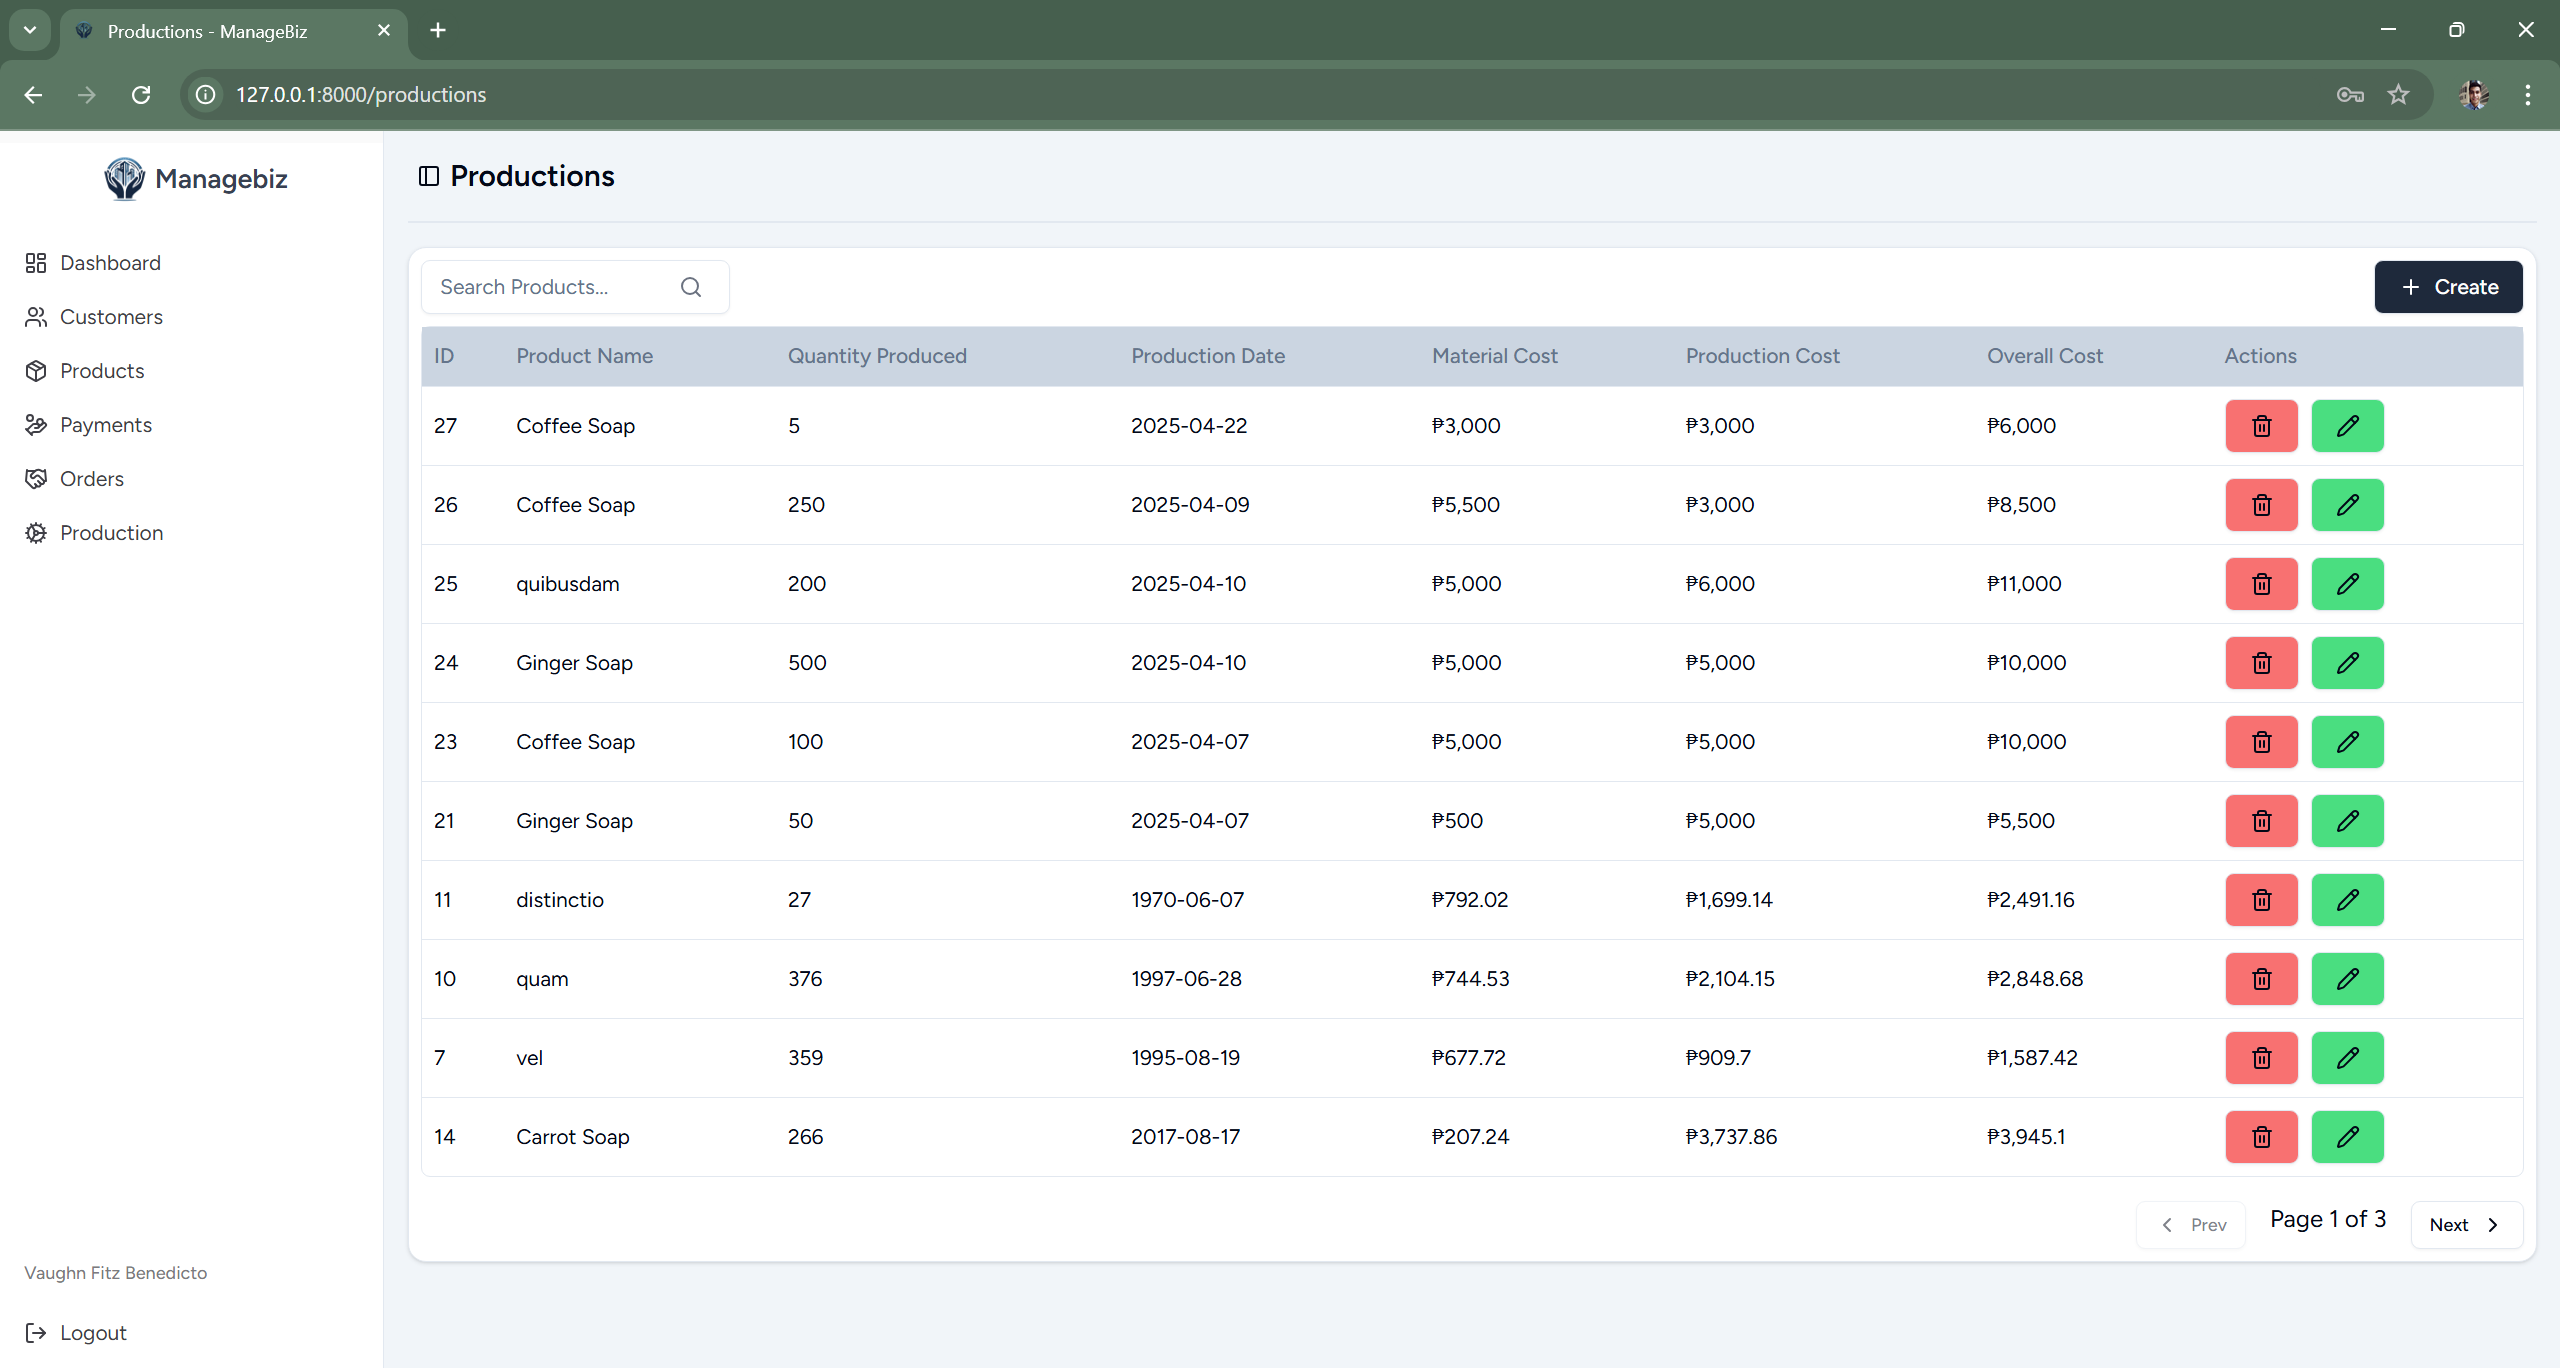 Productions - ManageBiz
127.0.0.1:8000/productions
Managebiz
Dashboard
Customers
Products
Payments
Orders
Production
Vaughn Fitz Benedicto
Logout
Productions
Search Products...
Create
ID Product Name Quantity Produced Production Date Material Cost Production Cost Overall Cost Actions
27 Coffee Soap 5 2025-04-22 ₱3,000 ₱3,000 ₱6,000
26 Coffee Soap 250 2025-04-09 ₱5,500 ₱3,000 ₱8,500
25 quibusdam 200 2025-04-10 ₱5,000 ₱6,000 ₱11,000
24 Ginger Soap 500 2025-04-10 ₱5,000 ₱5,000 ₱10,000
23 Coffee Soap 100 2025-04-07 ₱5,000 ₱5,000 ₱10,000
21 Ginger Soap 50 2025-04-07 ₱500 ₱5,000 ₱5,500
11 distinctio 27 1970-06-07 ₱792.02 ₱1,699.14 ₱2,491.16
10 quam 376 1997-06-28 ₱744.53 ₱2,104.15 ₱2,848.68
7 vel 359 1995-08-19 ₱677.72 ₱909.7 ₱1,587.42
14 Carrot Soap 266 2017-08-17 ₱207.24 ₱3,737.86 ₱3,945.1
Prev Page 1 of 3 Next